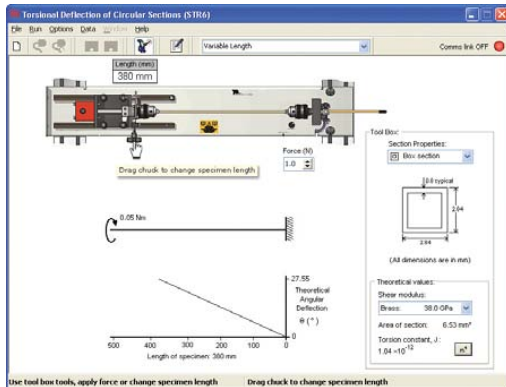 Torsional Deflection of Circular Sections (STR6)
File Run Options Data Window Help
Variable Length
Comms link OFF
Length (mm)
380 mm
Drag chuck to change specimen length
Force (N)
1.0
Tool Box:
Section Properties:
Box section
0.8 typical
2.84
2.84
(All dimensions are in mm)
0.05 Nm
27.55
Theoretical
Angular
Deflection
θ (°)
0
500 400 300 200 100 0
Length of specimen: 380 mm
Theoretical values:
Shear modulus:
Brass: 38.0 GPa
Area of section: 6.53 mm²
Torsion constant, J:
1.04 ×10⁻¹² m⁴
Use tool box tools, apply force or change specimen length
Drag chuck to change specimen length